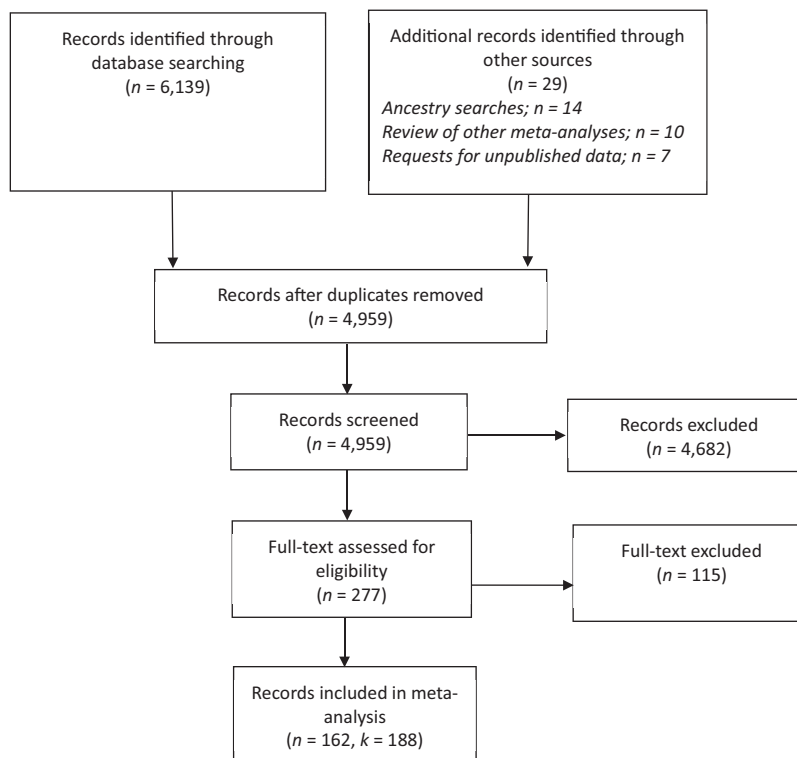 Records identified through
database searching
(n = 6,139)
Additional records identified through
other sources
(n = 29)
Ancestry searches; n = 14
Review of other meta-analyses; n = 10
Requests for unpublished data; n = 7
Records after duplicates removed
(n = 4,959)
Records screened
(n = 4,959)
Records excluded
(n = 4,682)
Full-text assessed for
eligibility
(n = 277)
Full-text excluded
(n = 115)
Records included in meta-
analysis
(n = 162, k = 188)